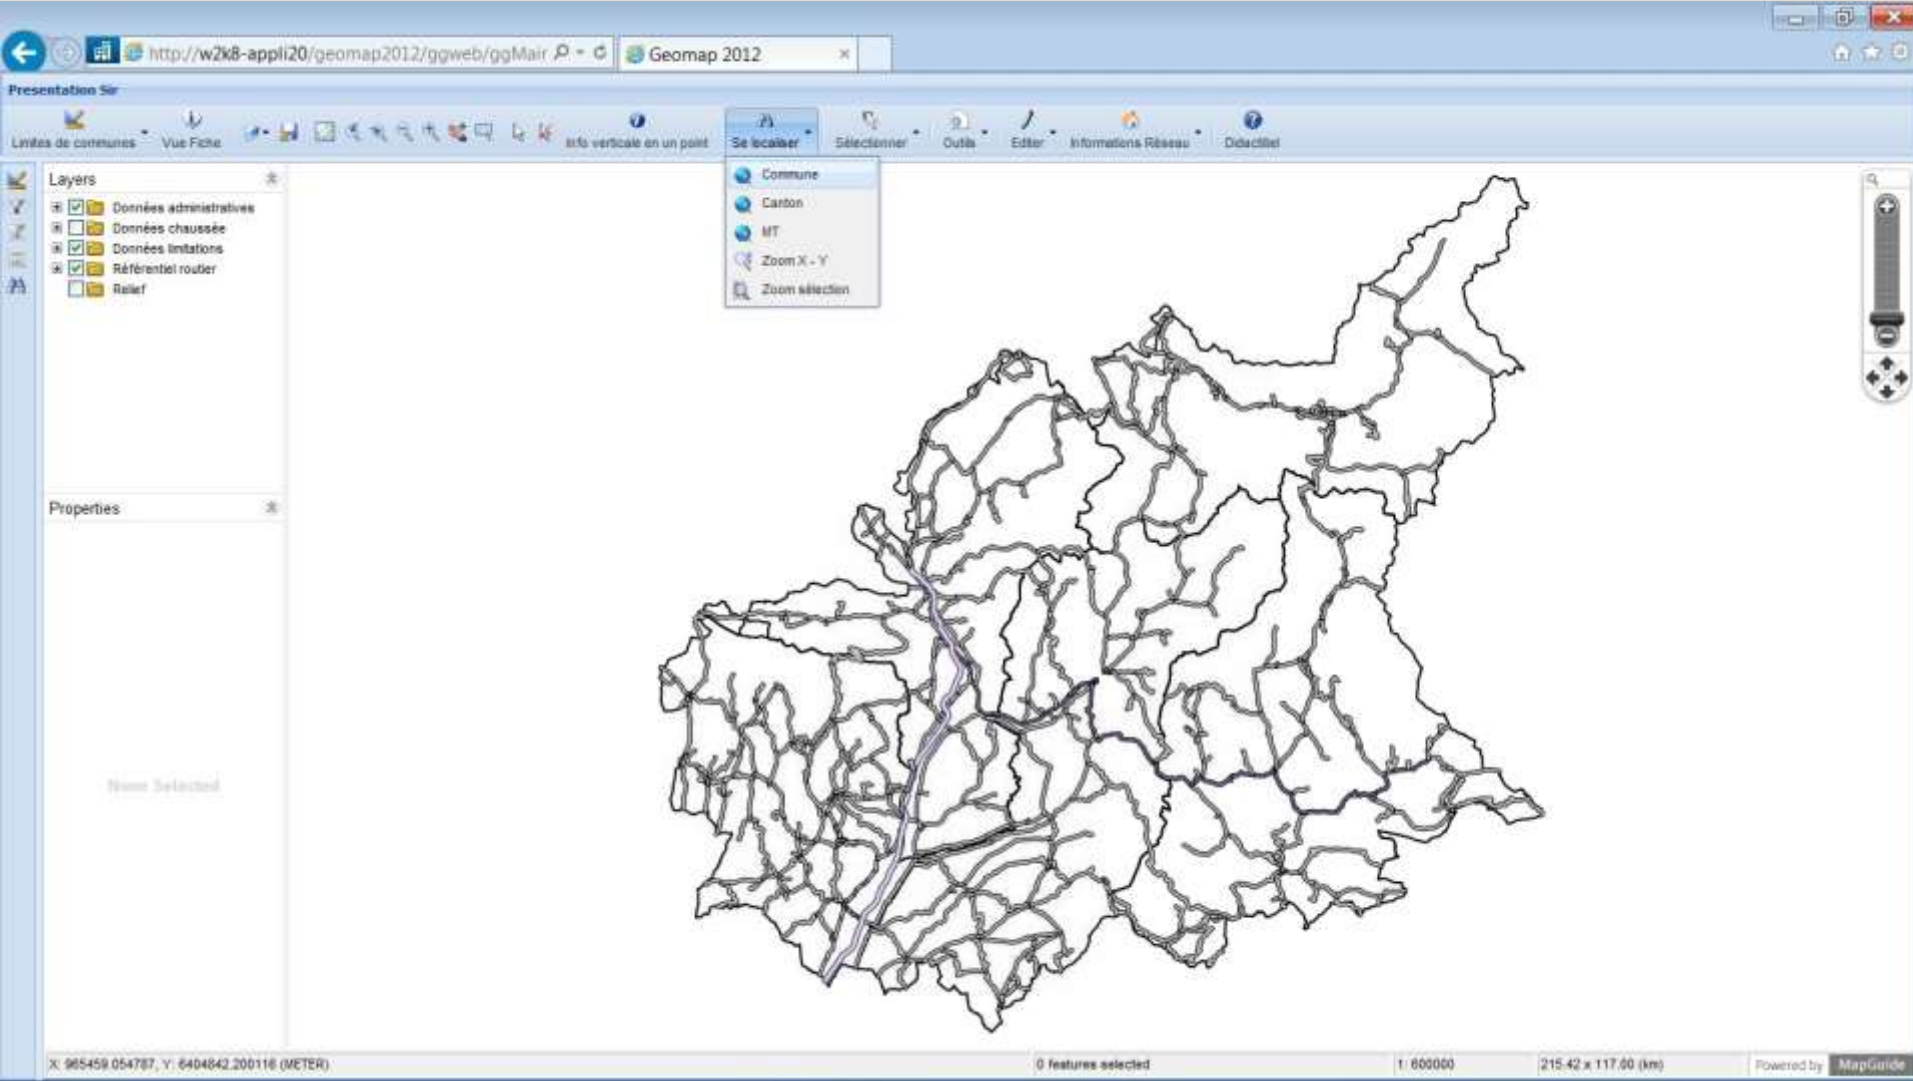 http://w2k8-appli20/geomap2012/ggweb/ggMair
Geomap 2012
Presentation Sir
Limites de communes
Vue Fiche
Info verticale en un point
Se localiser
Sélectionner
Outils
Editer
Informations Réseau
Didactitiel
Layers
Données administratives
Données chaussée
Données limitations
Référentiel routier
Relief
Commune
Canton
MT
Zoom X - Y
Zoom sélection
Properties
None Selected
X: 965459.054787, Y: 6404842.200116 (METER)
0 features selected
1: 600000
215.42 x 117.00 (km)
Powered by MapGuide